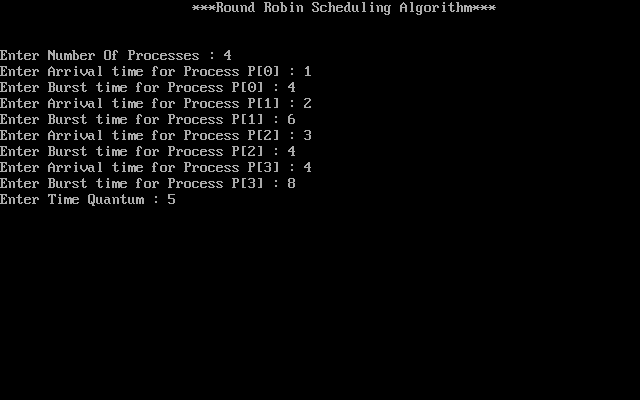 ***Round Robin Scheduling Algorithm***
Enter Number Of Processes : 4
Enter Arrival time for Process P[0] : 1
Enter Burst time for Process P[0] : 4
Enter Arrival time for Process P[1] : 2
Enter Burst time for Process P[1] : 6
Enter Arrival time for Process P[2] : 3
Enter Burst time for Process P[2] : 4
Enter Arrival time for Process P[3] : 4
Enter Burst time for Process P[3] : 8
Enter Time Quantum : 5